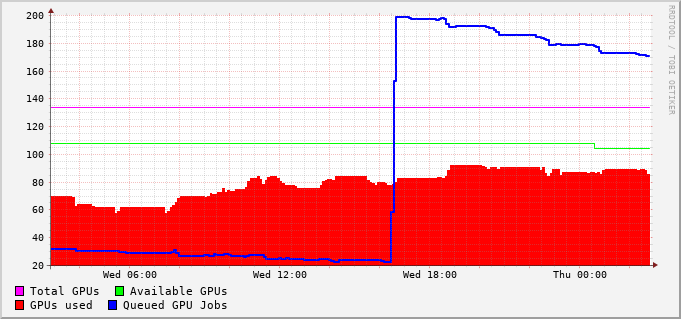 200
180
160
140
120
100
80
60
40
20
Wed 06:00 Wed 12:00 Wed 18:00 Thu 00:00
Total GPUs Available GPUs
GPUs used Queued GPU Jobs
RRDTOOL / TOBI OETIKER